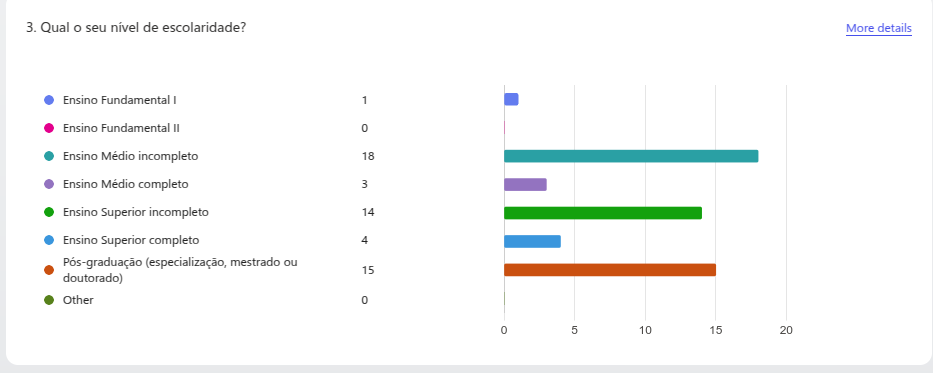 3. Qual o seu nível de escolaridade?
More details
Ensino Fundamental I 1
Ensino Fundamental II 0
Ensino Médio incompleto 18
Ensino Médio completo 3
Ensino Superior incompleto 14
Ensino Superior completo 4
Pós-graduação (especialização, mestrado ou
doutorado) 15
Other 0
0 5 10 15 20